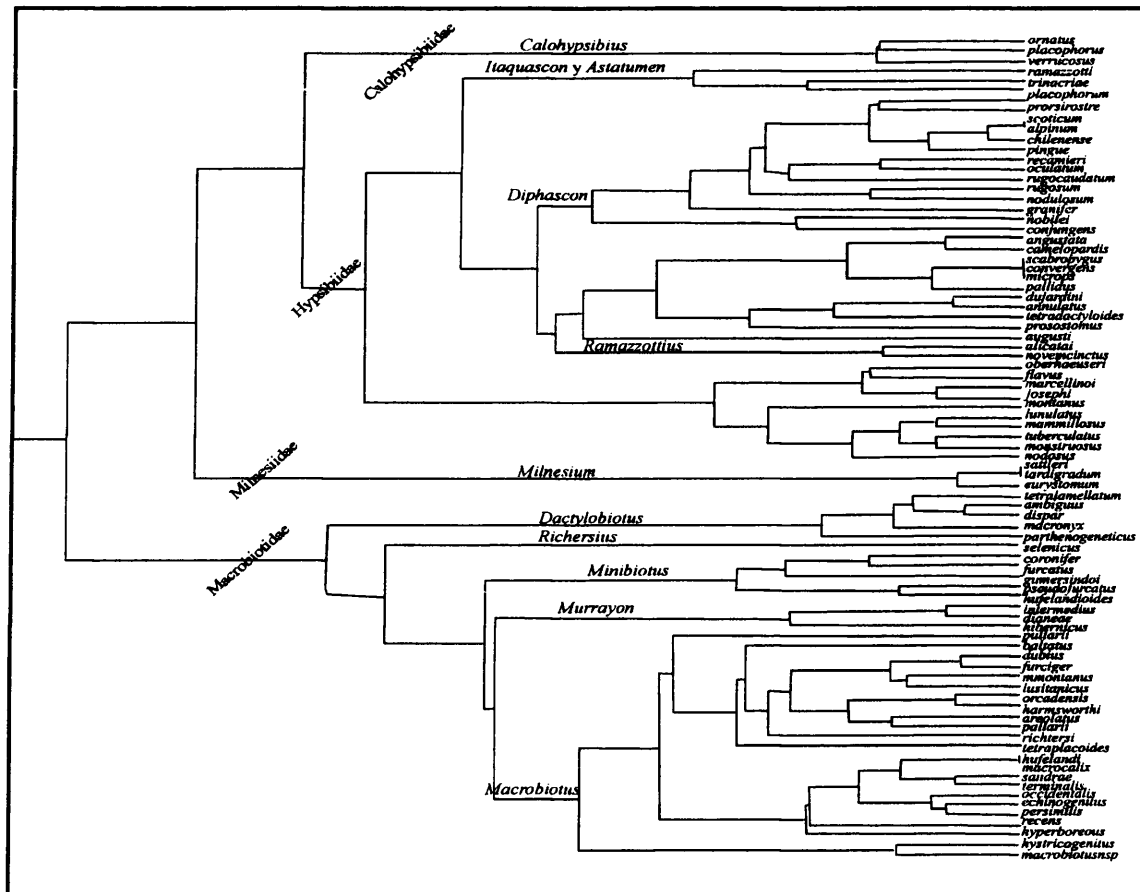 Calohypsibiidae
Calohypsibius
Itaquascon y Astatumen
Hypsibiidae
Diphascon
Ramazzottius
Milnesiidae
Milnesium
Macrobiotidae
Dactylobiotus
Richersius
Minibiotus
Murrayon
Macrobiotus
ornatus
placophorus
verrucosus
ramazzotti
trinacriae
placophorum
prorsirostre
scoticum
alpinum
chilenense
pingue
recamieri
oculatum
rugocaudatum
rugosum
nodulosum
granifer
nobilei
conjungens
angustata
camelopardis
scabropygus
convergens
microps
pallidus
dujardini
annulatus
tetradactyloides
prosostomus
augusti
alicatai
novemcinctus
oberhaeuseri
flavus
marcellinoi
josephi
montanus
lunulatus
mammillosus
tuberculatus
monstruosus
nodosus
sattleri
tardigradum
eurystomum
tetralamellatum
ambiguus
dispar
macronyx
parthenogeneticus
selenicus
coronifer
furcatus
gumersindoi
pseudofurcatus
hufelandioides
intermedius
dianeae
hibernicus
pullarii
baltatus
dubius
furciger
mmontanus
lusitanicus
orcadensis
harmsworthi
areolatus
pallarii
richtersi
tetraplacoides
hufelandi
macrocalix
sandrae
terminalis
occidentalis
echinogenitus
persimilis
recens
hyperboreous
hystricogenitus
macrobiotusnsp